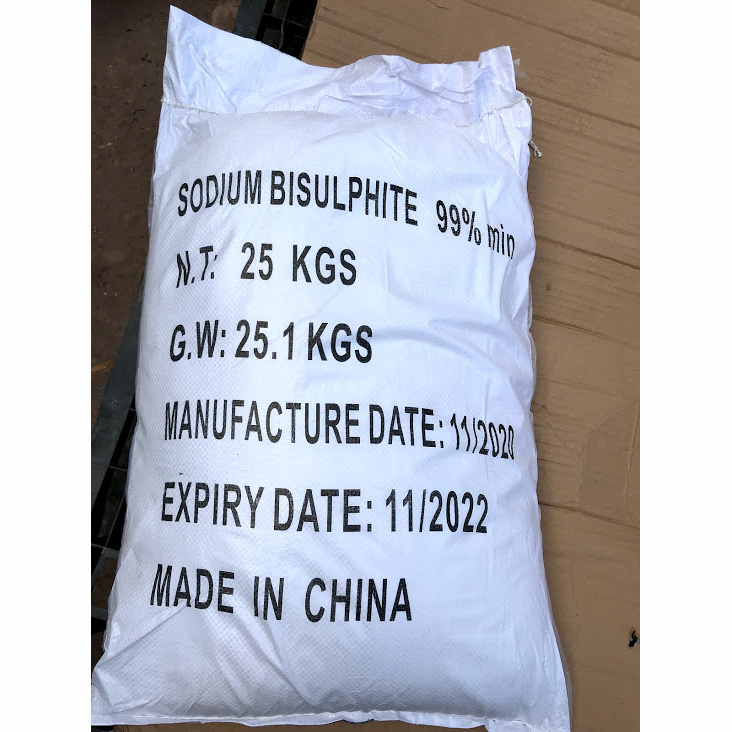 SODIUM BISULPHITE 99% min
N.T: 25 KGS
G.W: 25.1 KGS
MANUFACTURE DATE: 11/2020
EXPIRY DATE: 11/2022
MADE IN CHINA